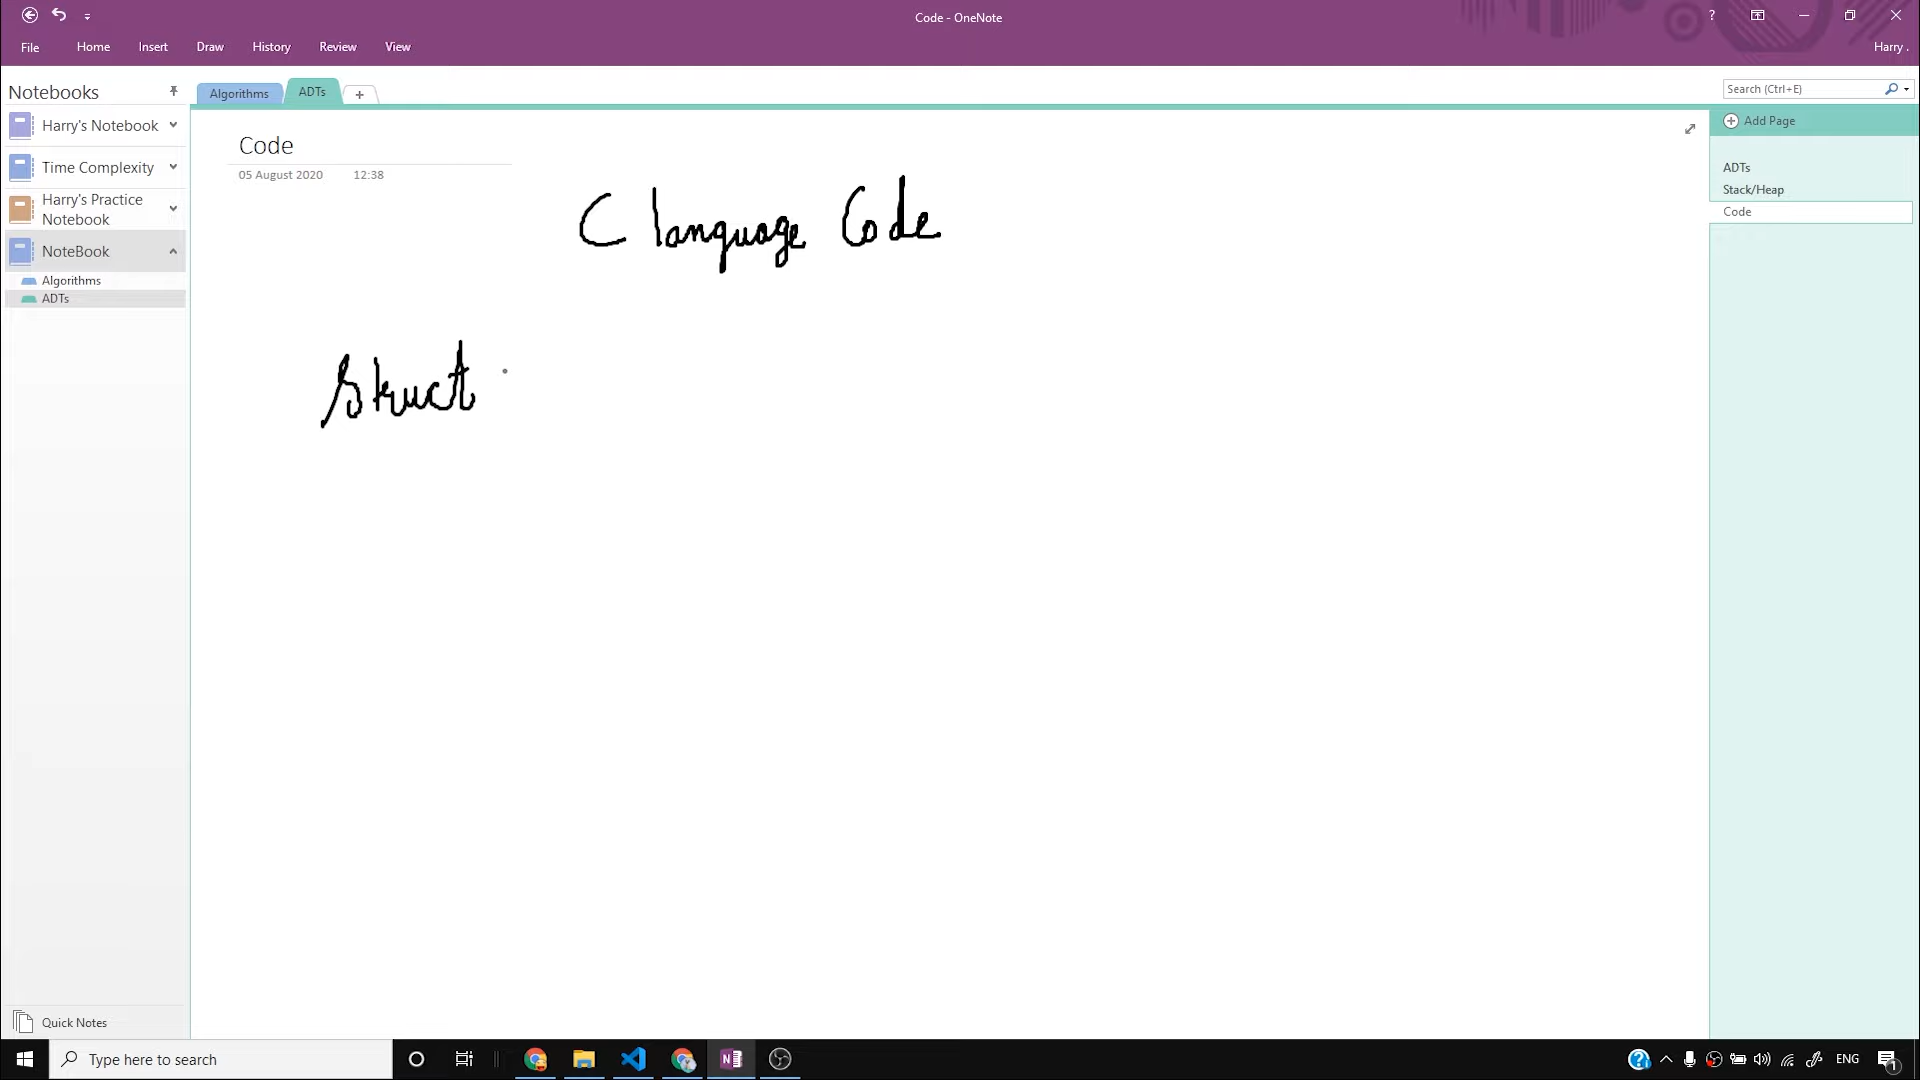 Code - OneNote
?
File Home Insert Draw History Review View
Harry .
Notebooks
Algorithms
ADTs
+
Search (Ctrl+E)
Harry's Notebook
Time Complexity
Harry's Practice
Notebook
NoteBook
Algorithms
ADTs
Code
05 August 2020 12:38
C language Code
Struct
Add Page
ADTs
Stack/Heap
Code
Quick Notes
Type here to search
ENG
1